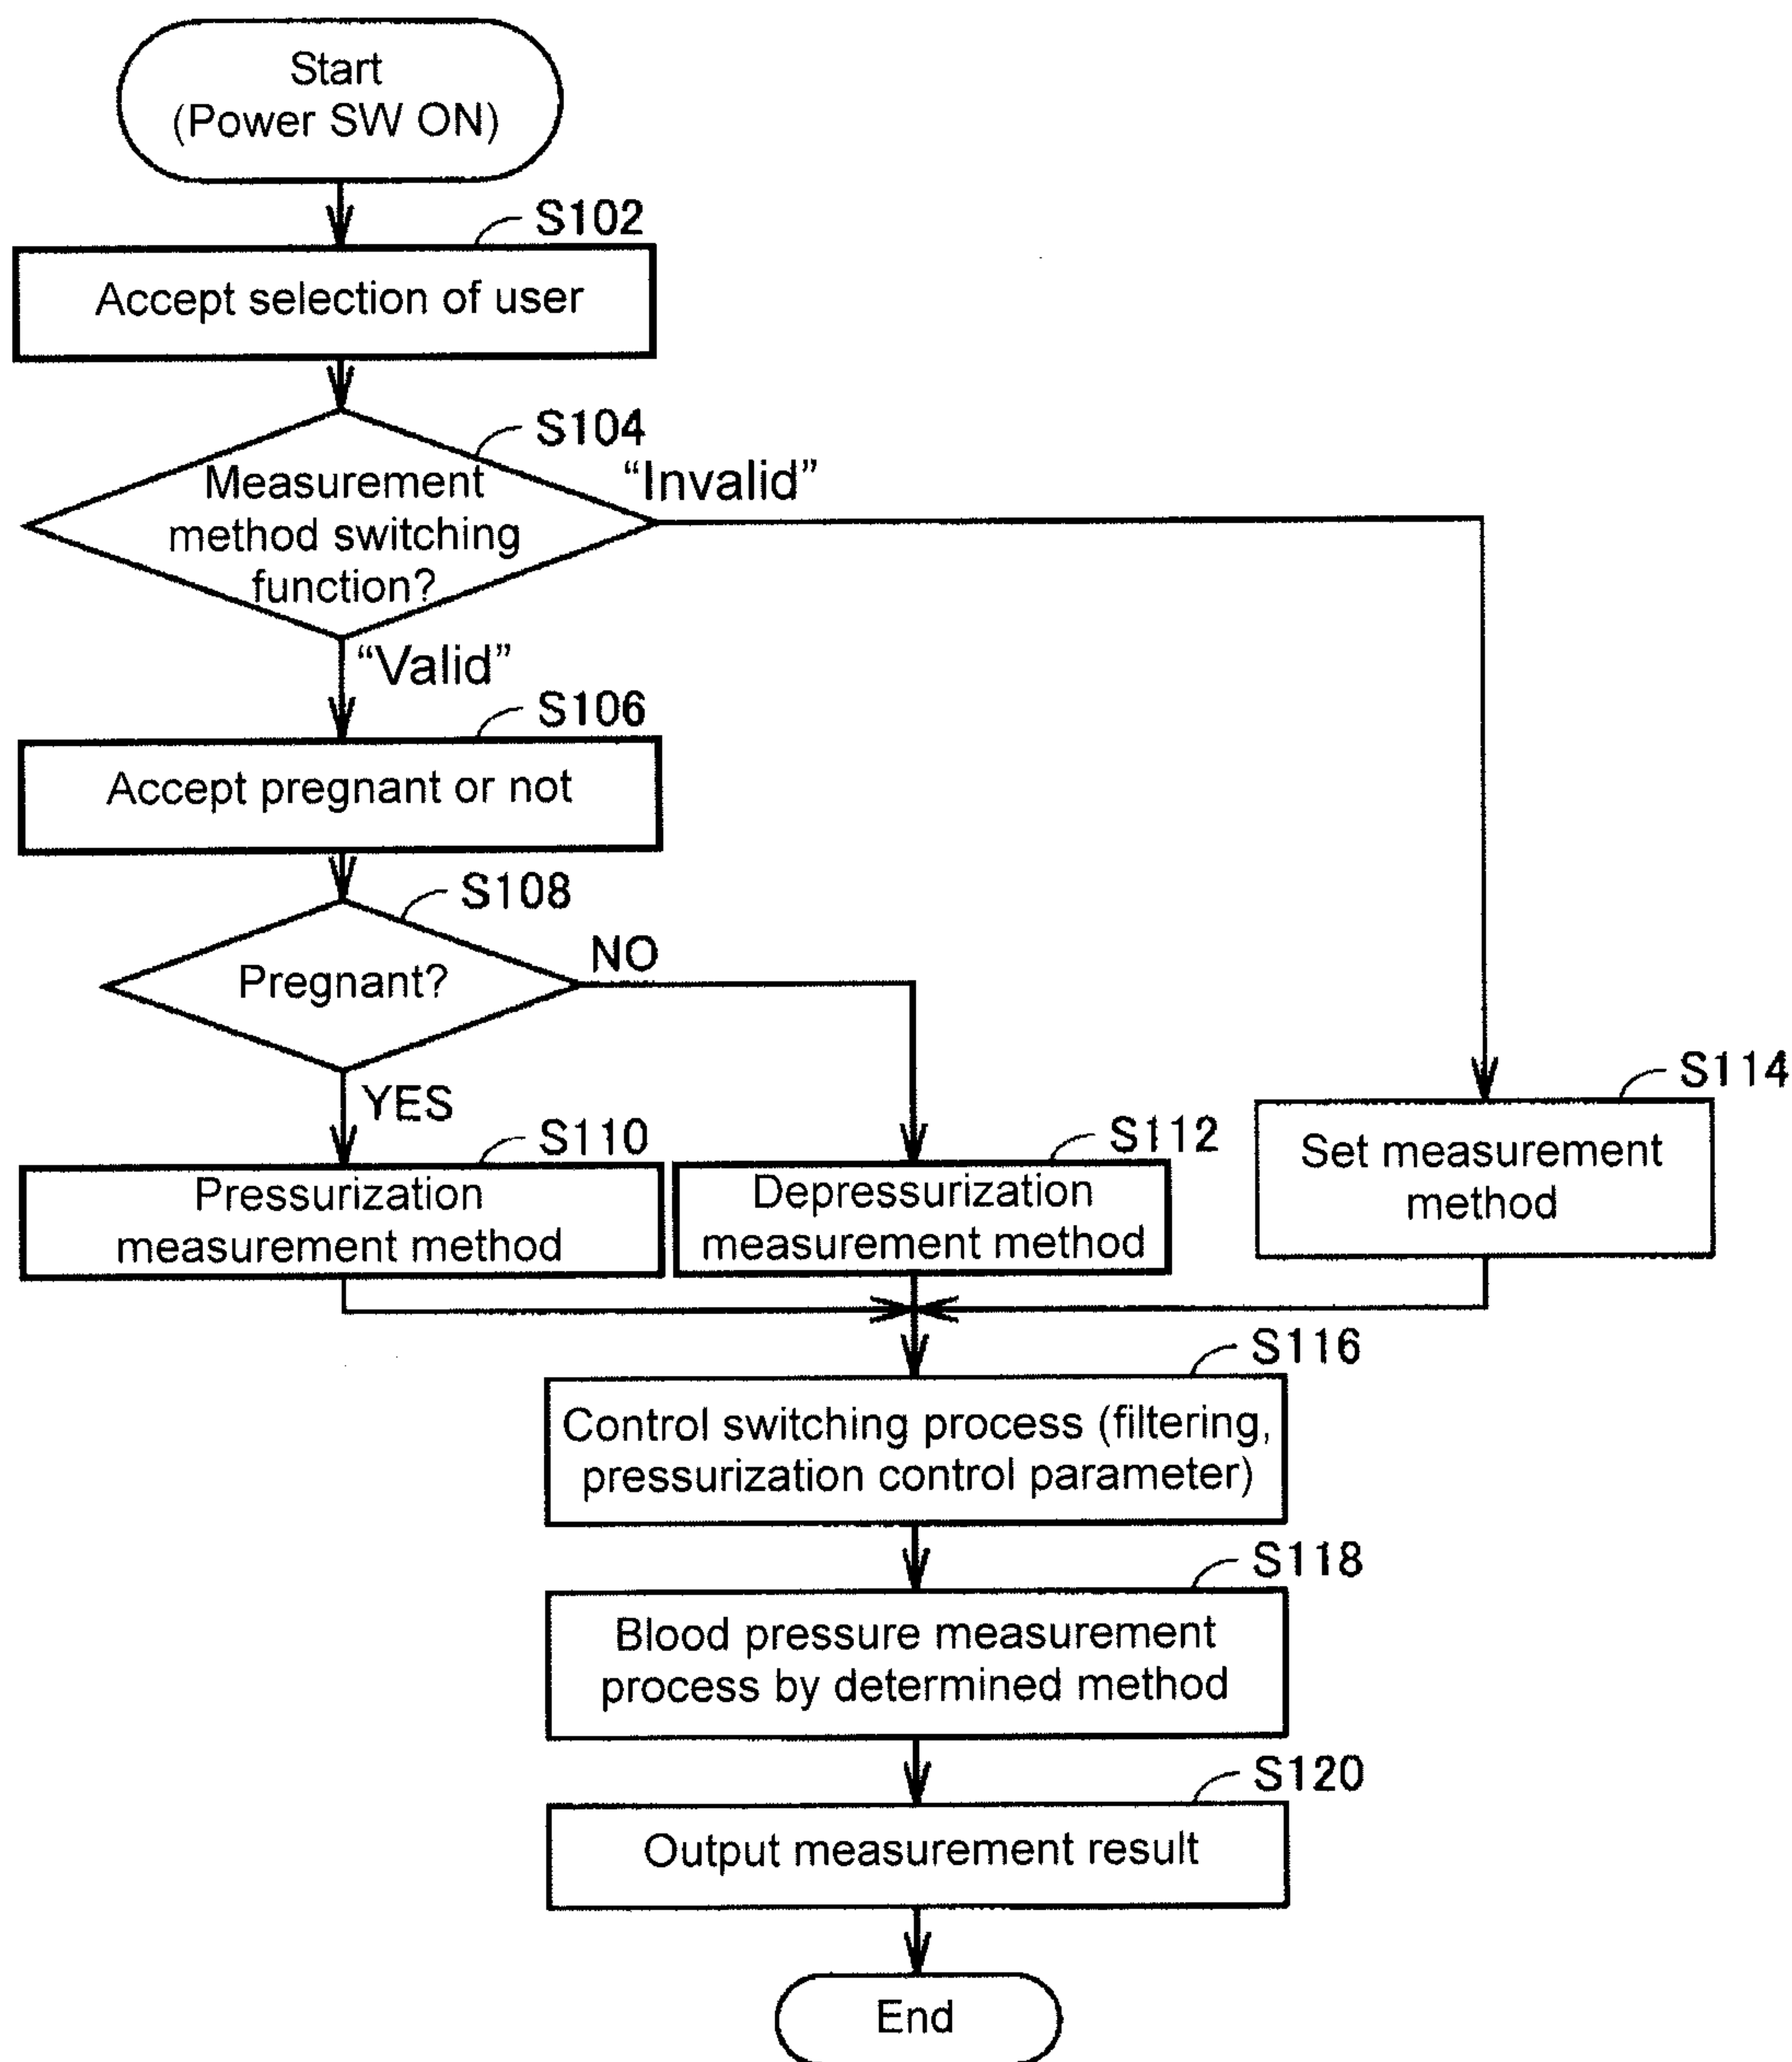 Start
(Power SW ON)
S102
Accept selection of user
S104
Measurement
method switching
function?
“Invalid”
“Valid”
S106
Accept pregnant or not
S108
Pregnant?
NO
YES
S110
Pressurization
measurement method
S112
Depressurization
measurement method
S114
Set measurement
method
S116
Control switching process (filtering,
pressurization control parameter)
S118
Blood pressure measurement
process by determined method
S120
Output measurement result
End